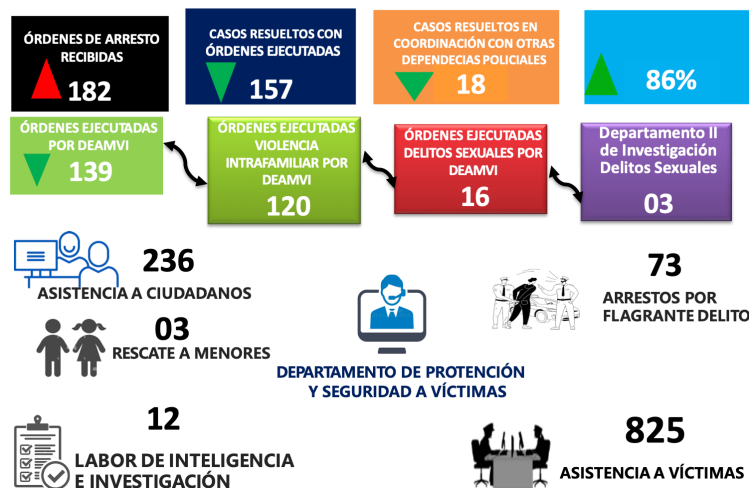 ÓRDENES DE ARRESTO
RECIBIDAS
182
CASOS RESUELTOS CON
ÓRDENES EJECUTADAS
157
CASOS RESUELTOS EN
COORDINACIÓN CON OTRAS
DEPENDECIAS POLICIALES
18
86%
ÓRDENES EJECUTADAS
POR DEAMVI
139
ÓRDENES EJECUTADAS
VIOLENCIA
INTRAFAMILIAR POR
DEAMVI
120
ÓRDENES EJECUTADAS
DELITOS SEXUALES POR
DEAMVI
16
Departamento II
de Investigación
Delitos Sexuales
03
236
ASISTENCIA A CIUDADANOS
73
ARRESTOS POR
FLAGRANTE DELITO
03
RESCATE A MENORES
DEPARTAMENTO DE PROTENCIÓN
Y SEGURIDAD A VÍCTIMAS
12
LABOR DE INTELIGENCIA
E INVESTIGACIÓN
825
ASISTENCIA A VÍCTIMAS